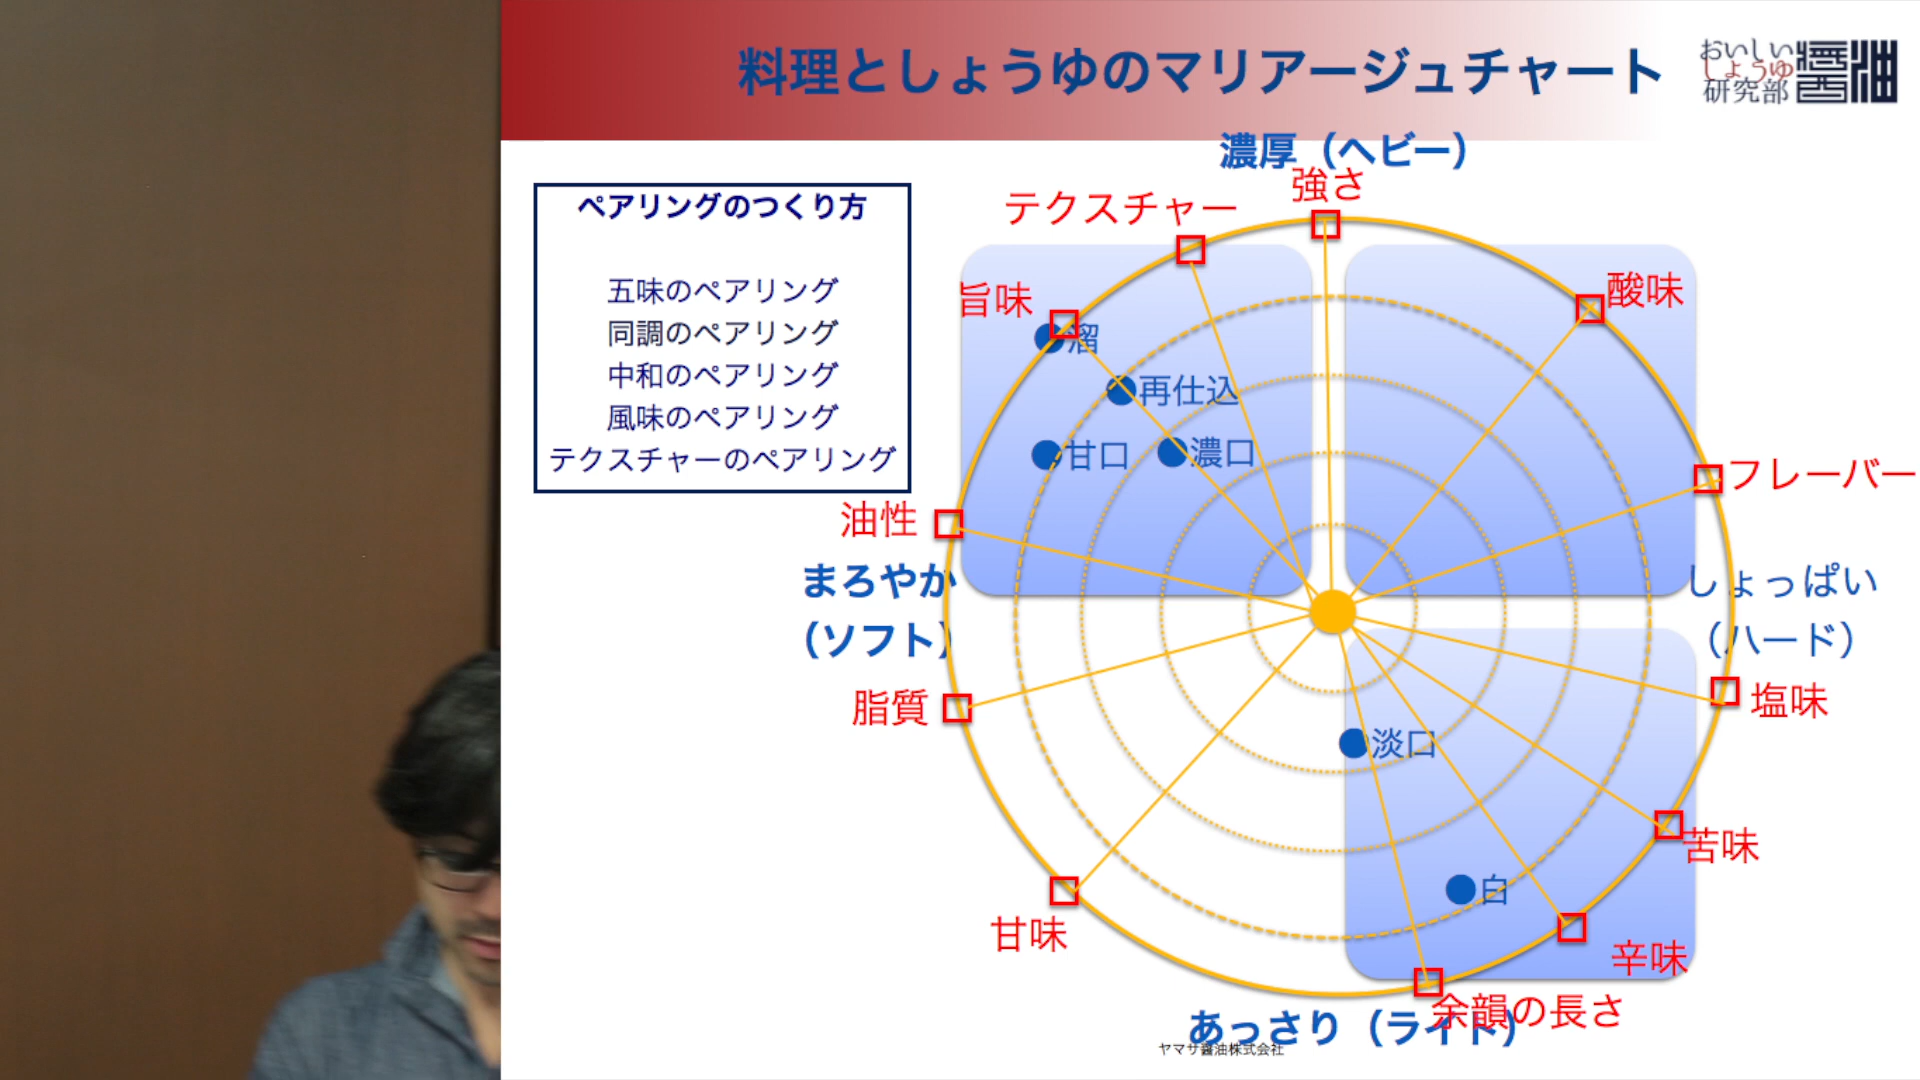 料理としょうゆのマリアージュチャート
おいしい
しょうゆ
研究部
醤油
濃厚（ヘビー）
ペアリングのつくり方
五味のペアリング
同調のペアリング
中和のペアリング
風味のペアリング
テクスチャーのペアリング
強さ
テクスチャー
旨味
酸味
溜
再仕込
甘口
濃口
フレーバー
油性
まろやか
（ソフト）
しょっぱい
（ハード）
脂質
塩味
淡口
苦味
白
甘味
辛味
余韻の長さ
あっさり（ライト）
ヤマサ醤油株式会社